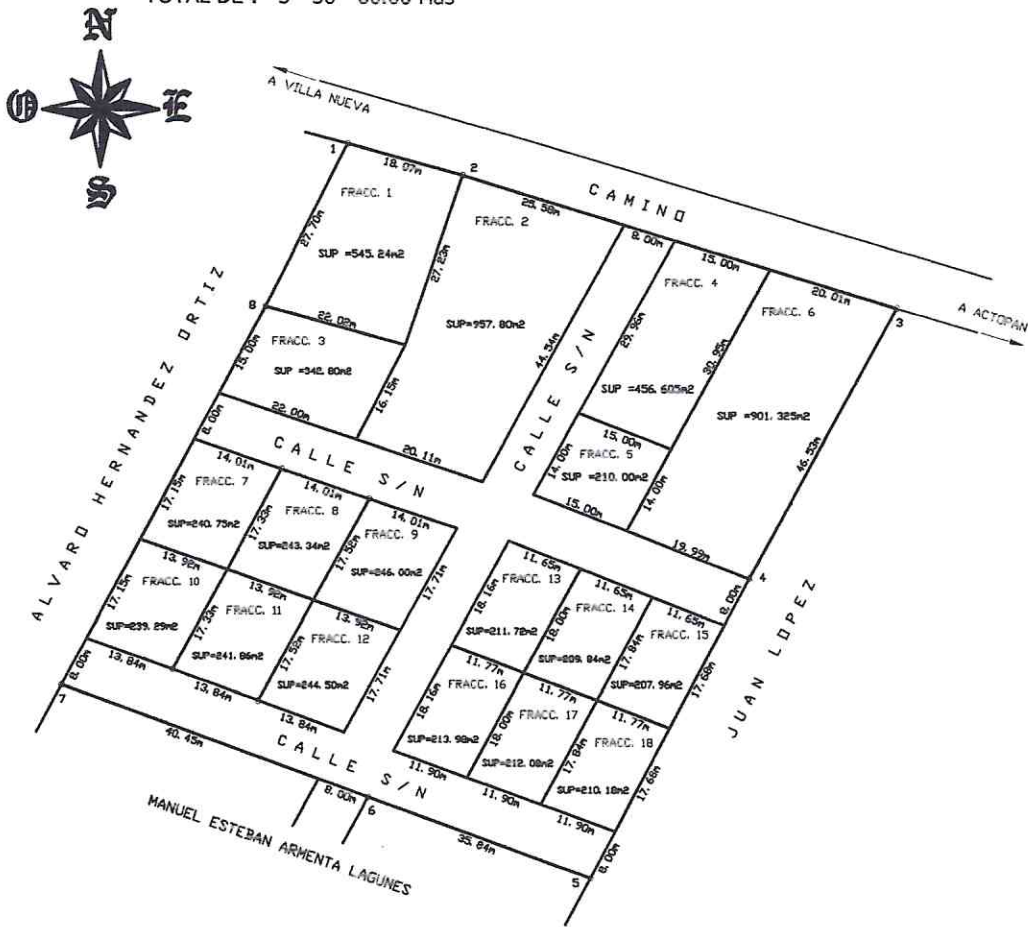 N
O
E
S
A VILLA NUEVA
CAMINO
A ACTOPAN
1
18.07m
2
25.58m
8.00m
15.00m
20.01m
3
FRACC. 1
27.70m
SUP =545.24m2
27.23m
FRACC. 2
SUP=957.80m2
44.54m
CALLE S/N
FRACC. 4
29.96m
SUP =456.605m2
30.95m
FRACC. 6
SUP =901.325m2
46.53m
8
22.02m
FRACC. 3
15.00m
SUP =342.80m2
16.15m
22.00m
20.11m
8.00m
CALLE S/N
15.00m
FRACC. 5
14.00m
SUP =210.00m2
14.00m
15.00m
19.99m
4
8.00m
ALVARO HERNANDEZ ORTIZ
JUAN LOPEZ
14.01m
14.01m
14.01m
FRACC. 7
17.15m
SUP=240.75m2
17.33m
FRACC. 8
SUP=243.34m2
17.52m
FRACC. 9
SUP=246.00m2
17.71m
13.92m
13.92m
13.92m
FRACC. 10
17.15m
SUP=239.29m2
17.33m
FRACC. 11
SUP=241.86m2
17.52m
FRACC. 12
SUP=244.50m2
17.71m
13.84m
13.84m
13.84m
11.65m
11.65m
11.65m
FRACC. 13
18.16m
SUP=211.72m2
18.00m
FRACC. 14
SUP=209.84m2
17.84m
FRACC. 15
SUP=207.96m2
17.68m
11.77m
11.77m
11.77m
FRACC. 16
18.16m
SUP=213.98m2
18.00m
FRACC. 17
SUP=212.08m2
17.84m
FRACC. 18
SUP=210.18m2
17.68m
11.90m
11.90m
11.90m
8.00m
7
40.45m
CALLE S/N
8.00m
6
35.84m
5
8.00m
MANUEL ESTEBAN ARMENTA LAGUNES